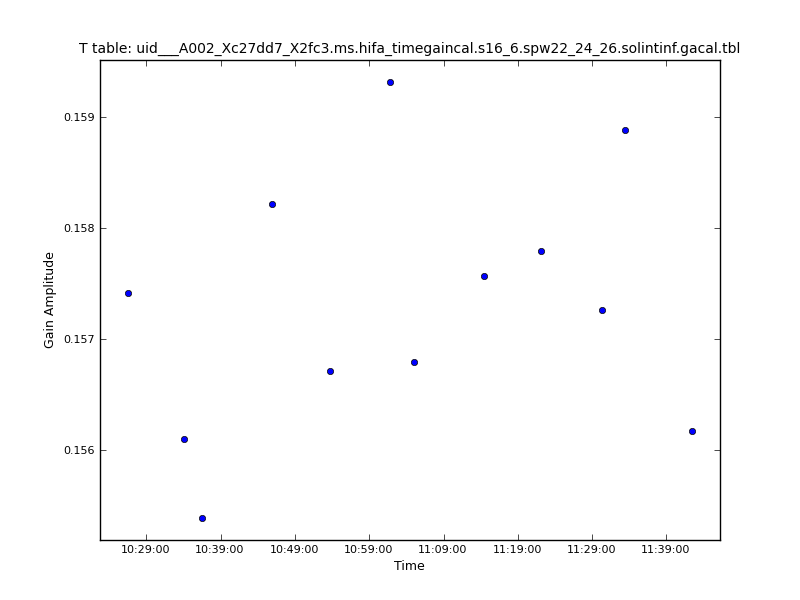 T table: uid___A002_Xc27dd7_X2fc3.ms.hifa_timegaincal.s16_6.spw22_24_26.solintinf.gacal.tbl
0.159
0.158
0.157
0.156
Gain Amplitude
10:29:00 10:39:00 10:49:00 10:59:00 11:09:00 11:19:00 11:29:00 11:39:00
Time